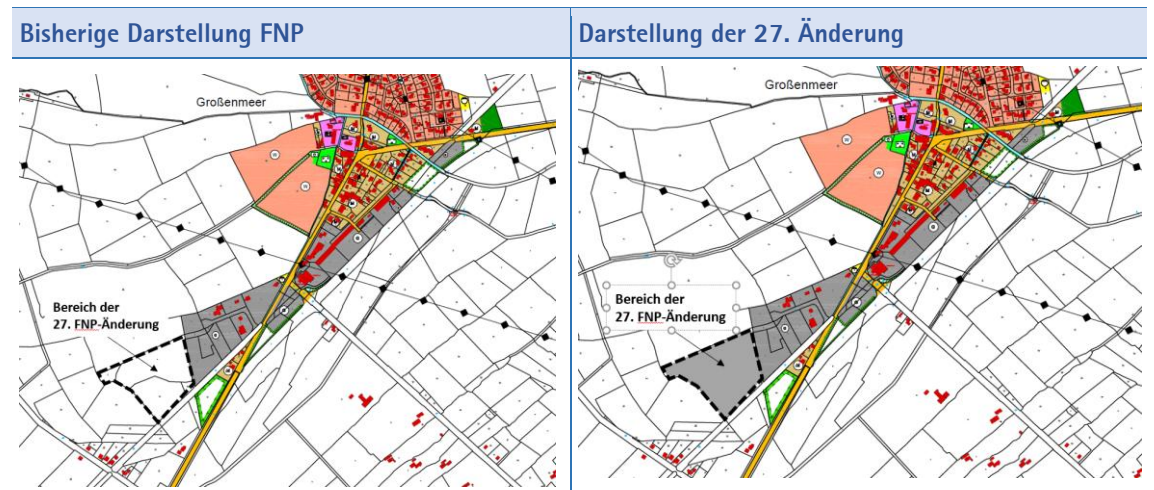 Bisherige Darstellung FNP
Darstellung der 27. Änderung
Großenmeer
W
W
Bereich der
27. FNP-Änderung
Großenmeer
W
W
Bereich der
27. FNP-Änderung